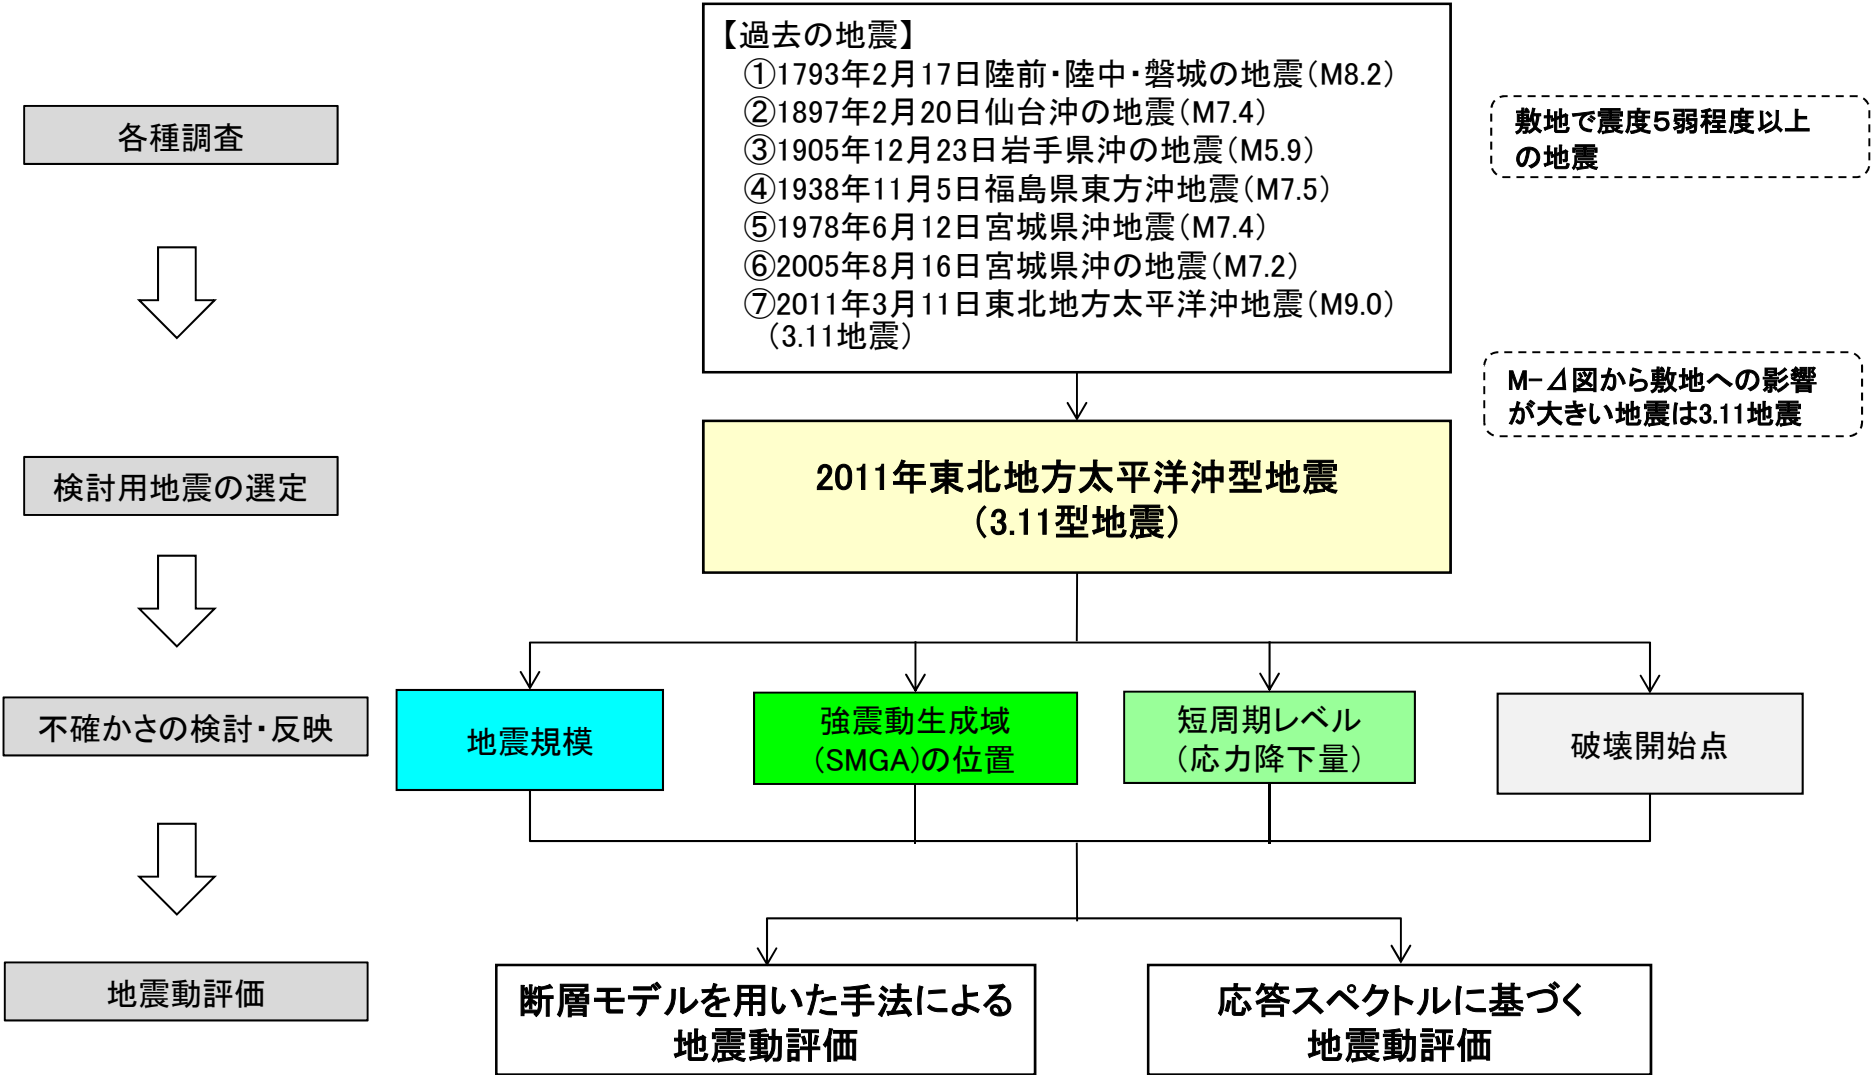 【過去の地震】
①1793年2月17日陸前・陸中・磐城の地震(M8.2)
②1897年2月20日仙台沖の地震(M7.4)
③1905年12月23日岩手県沖の地震(M5.9)
④1938年11月5日福島県東方沖地震(M7.5)
⑤1978年6月12日宮城県沖地震(M7.4)
⑥2005年8月16日宮城県沖の地震(M7.2)
⑦2011年3月11日東北地方太平洋沖地震(M9.0)
(3.11地震)
各種調査
敷地で震度5弱程度以上
の地震
M-⊿図から敷地への影響
が大きい地震は3.11地震
検討用地震の選定
2011年東北地方太平洋沖型地震
(3.11型地震)
不確かさの検討・反映
地震規模
強震動生成域
(SMGA)の位置
短周期レベル
(応力降下量)
破壊開始点
地震動評価
断層モデルを用いた手法による
地震動評価
応答スペクトルに基づく
地震動評価